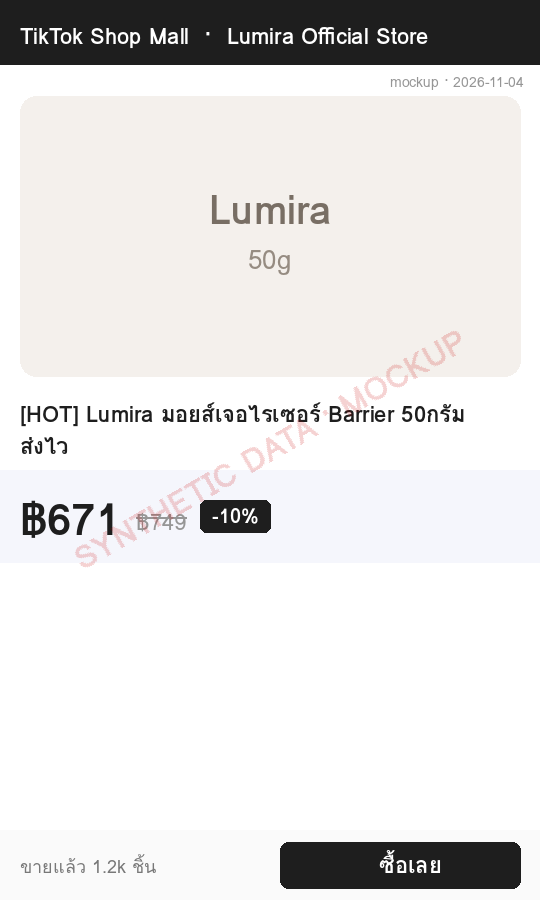 TikTok Shop Mall · Lumira Official Store
mockup · 2026-11-04
Lumira
50g
[HOT] Lumira มอยส์เจอไรเซอร์ Barrier 50กรัม
ส่งไว
฿671 ฿749 -10%
SYNTHETIC DATA · MOCKUP
ขายแล้ว 1.2k ชิ้น
ซื้อเลย